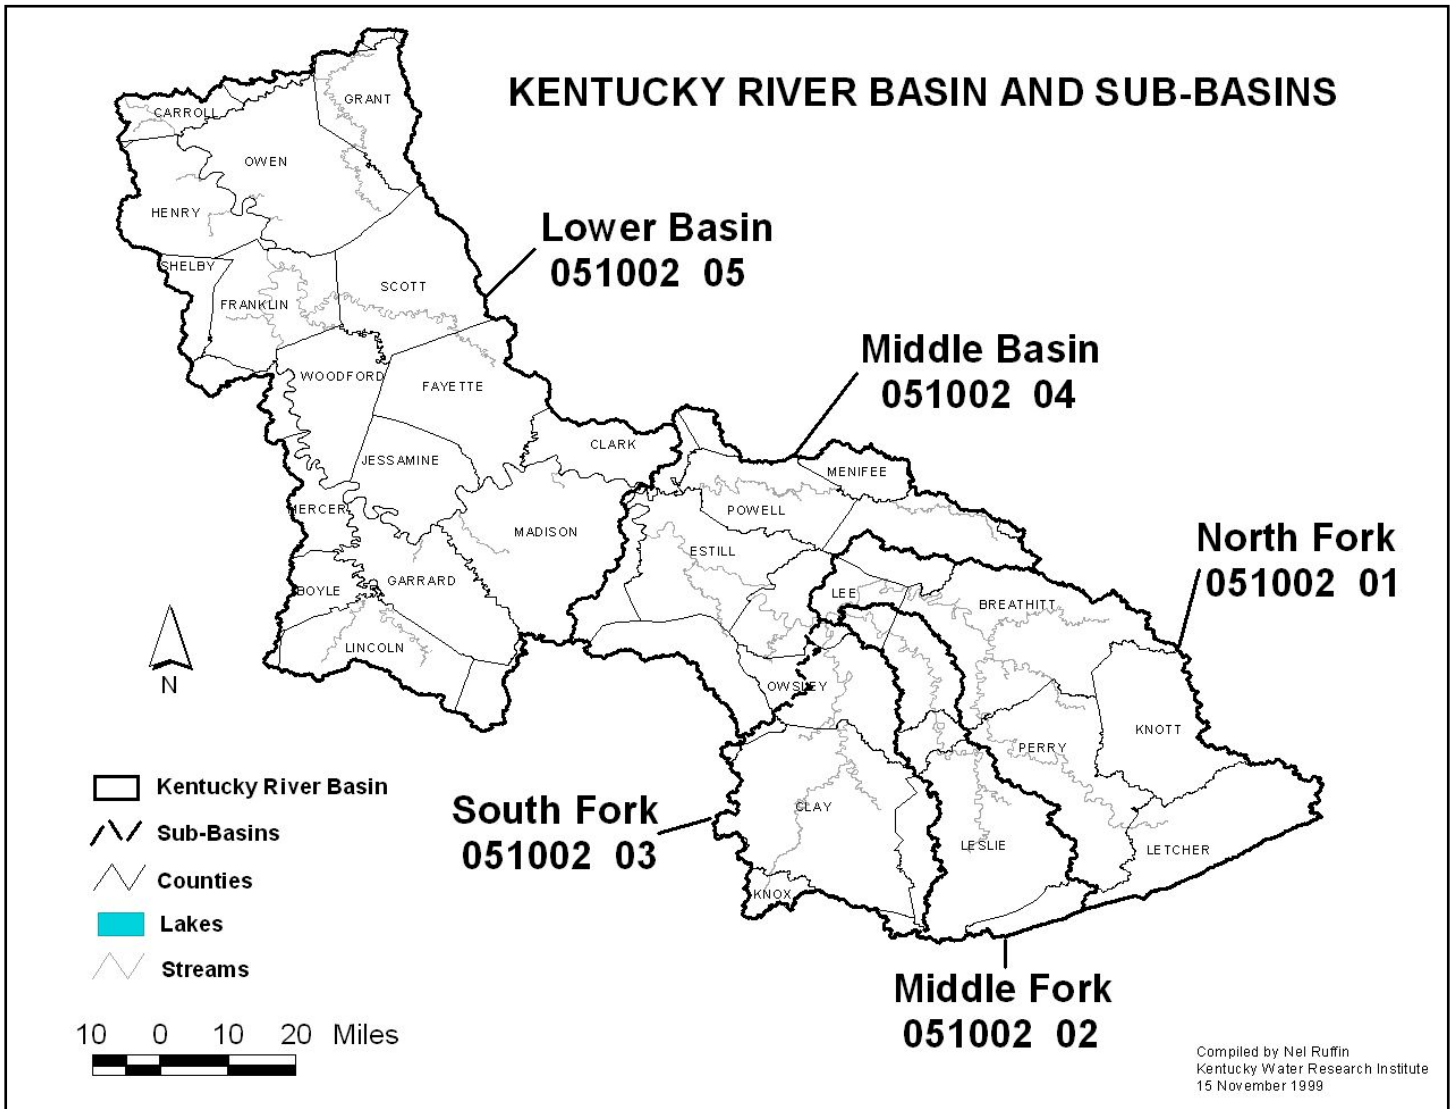 KENTUCKY RIVER BASIN AND SUB-BASINS
CARROLL
GRANT
OWEN
HENRY
Lower Basin
051002 05
SHELBY
FRANKLIN
SCOTT
WOODFORD
FAYETTE
Middle Basin
051002 04
CLARK
JESSAMINE
MENIFEE
MERCER
MADISON
POWELL
ESTILL
North Fork
051002 01
BOYLE
GARRARD
LEE
BREATHITT
LINCOLN
N
OWSLEY
PERRY
KNOTT
CLAY
LESLIE
LETCHER
KNOX
South Fork
051002 03
Middle Fork
051002 02
Kentucky River Basin
Sub-Basins
Counties
Lakes
Streams
10 0 10 20 Miles
Compiled by Nel Ruffin
Kentucky Water Research Institute
15 November 1999